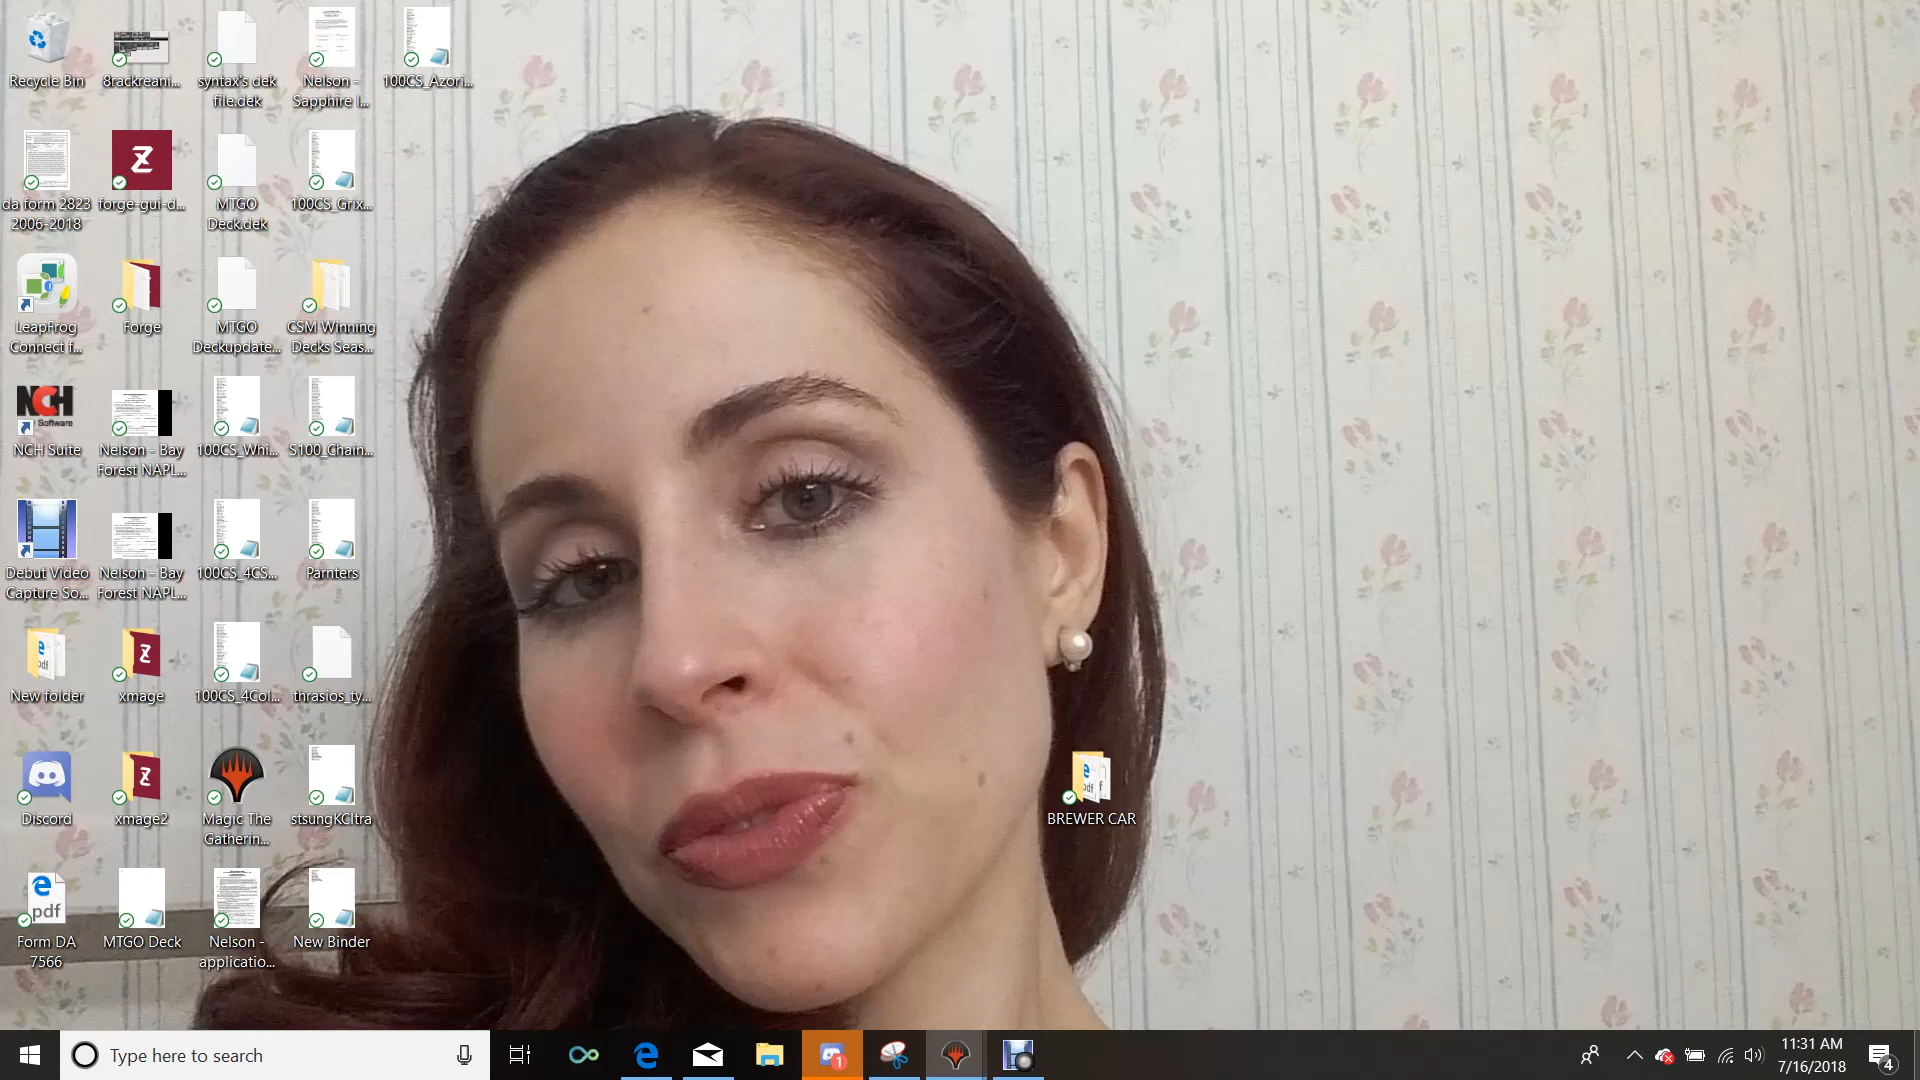 Recycle Bin
8rackreani...
syntax's dek
file.dek
Nelson -
Sapphire l...
100CS_Azori...
da form 2823
2006-2018
forge-gui-d...
MTGO
Deck.dek
100CS_Grix...
LeapFrog
Connect f...
Forge
MTGO
Deckupdate...
CSM Winning
Decks Seas...
NCH
Software
NCH Suite
Nelson - Bay
Forest NAPL...
100CS_Whi...
S100_Chain...
Debut Video
Capture So...
Nelson - Bay
Forest NAPL...
100CS_4CS...
Parnters
New folder
xmage
100CS_4Col...
thrasios_ty...
Discord
xmage2
Magic The
Gatherin...
stsungKCItra
pdf
BREWER CAR
pdf
Form DA
7566
MTGO Deck
Nelson -
applicatio...
New Binder
Type here to search
1
11:31 AM
7/16/2018
4